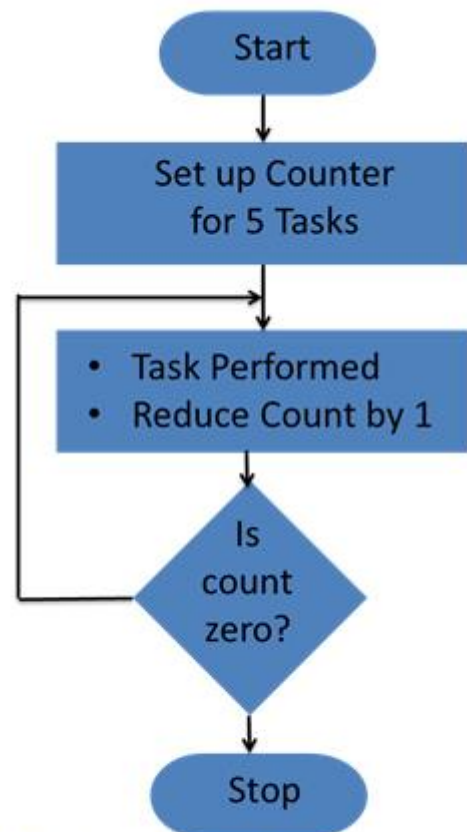 Start
Set up Counter
for 5 Tasks
• Task Performed
• Reduce Count by 1
Is
count
zero?
Stop